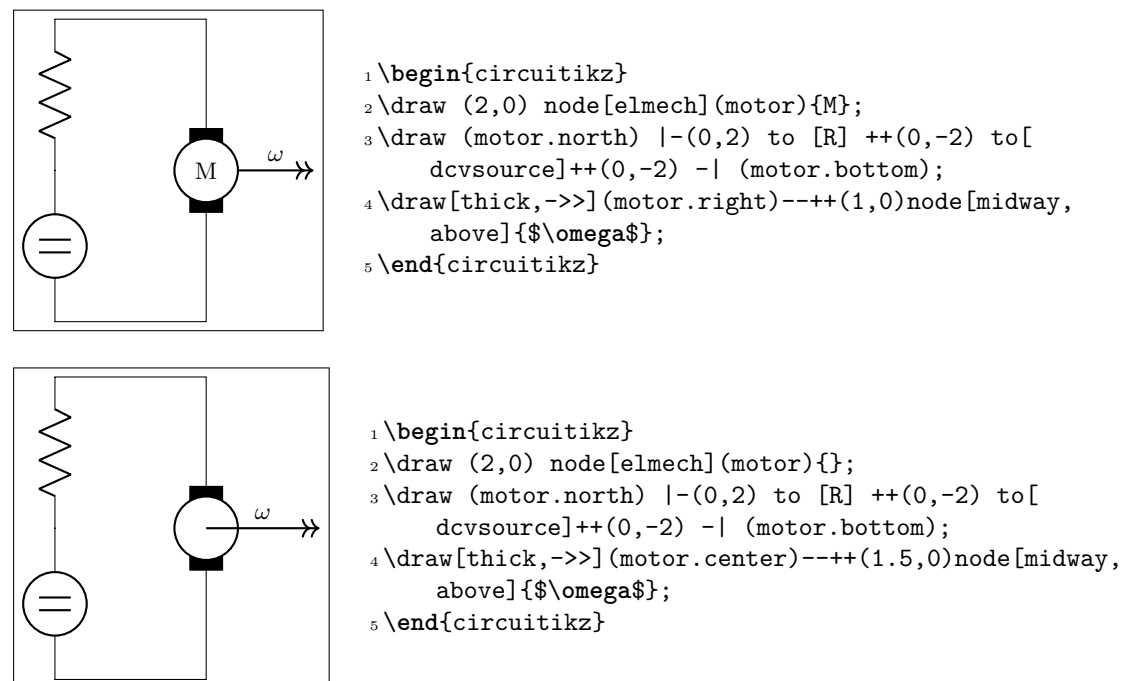 M
ω
1 \begin{circuitikz}
2 \draw (2,0) node[elmech](motor){M};
3 \draw (motor.north) |-(0,2) to [R] ++(0,-2) to[
dcvsource]++(0,-2) -| (motor.bottom);
4 \draw[thick,->>](motor.right)--++(1,0)node[midway,
above]{$\omega$};
5 \end{circuitikz}
ω
1 \begin{circuitikz}
2 \draw (2,0) node[elmech](motor){};
3 \draw (motor.north) |-(0,2) to [R] ++(0,-2) to[
dcvsource]++(0,-2) -| (motor.bottom);
4 \draw[thick,->>](motor.center)--++(1.5,0)node[midway,
above]{$\omega$};
5 \end{circuitikz}